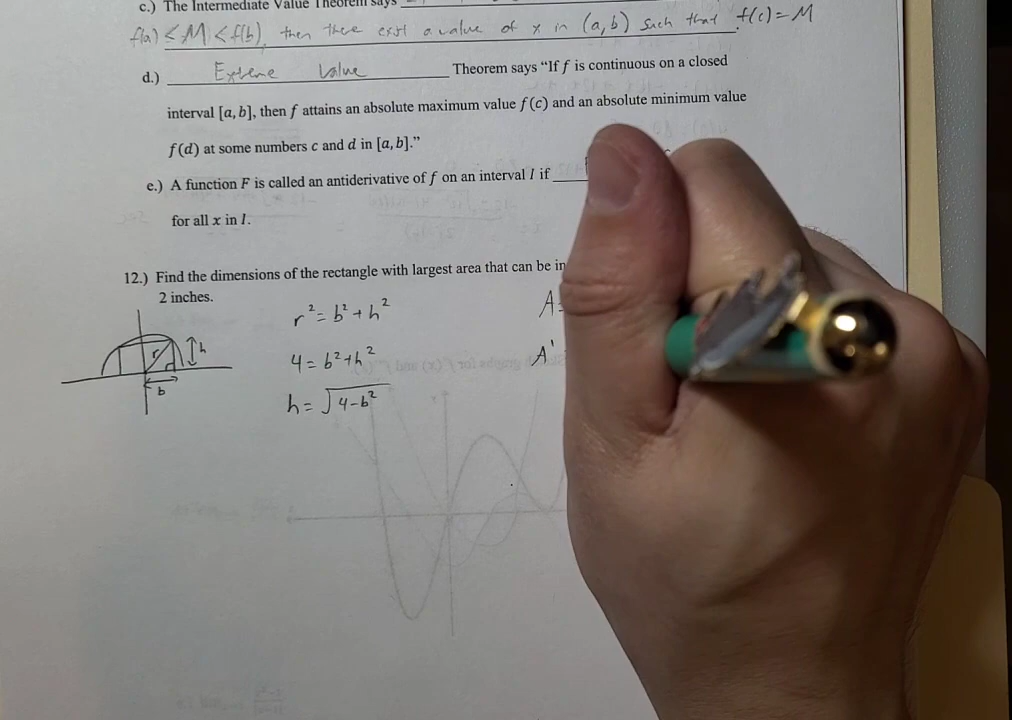 c.) The Intermediate Value Theorem says
f(a) ≤ M < f(b), then there exist a value of x in (a,b) such that f(c) = M
d.) Extreme Value Theorem says “If f is continuous on a closed
interval [a, b], then f attains an absolute maximum value f(c) and an absolute minimum value
f(d) at some numbers c and d in [a, b].”
e.) A function F is called an antiderivative of f on an interval I if
for all x in I.
12.) Find the dimensions of the rectangle with largest area that can be in
2 inches.
r² = b² + h²
4 = b² + h²
h = √4-b²
r
h
b
A =
A'